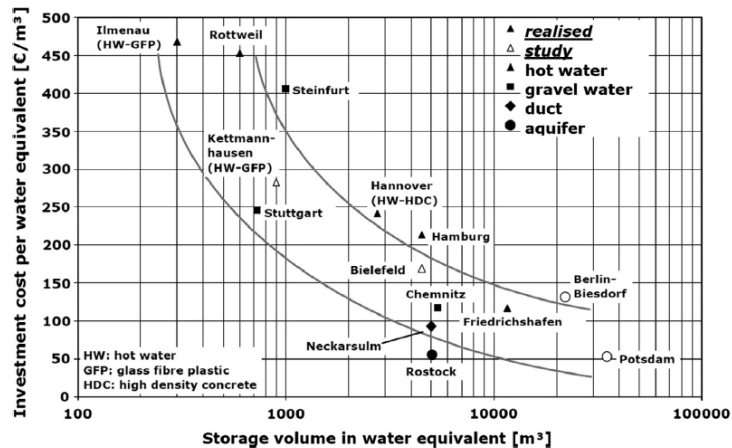 Investment cost per water equivalent [€/m³]
500
450
400
350
300
250
200
150
100
50
0
Ilmenau
(HW-GFP)
Rottweil
Steinfurt
Kettmann-
hausen
(HW-GFP)
Stuttgart
Hannover
(HW-HDC)
Hamburg
Bielefeld
Chemnitz
Neckarsulm
Rostock
Friedrichshafen
Berlin-
Biesdorf
Potsdam
realised
study
hot water
gravel water
duct
aquifer
HW: hot water
GFP: glass fibre plastic
HDC: high density concrete
100
1000
10000
100000
Storage volume in water equivalent [m³]